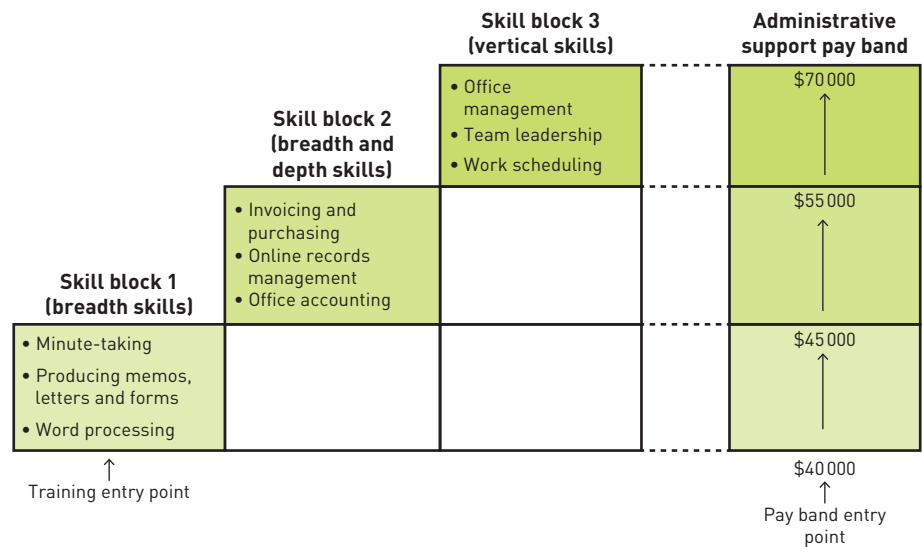 Skill block 3
(vertical skills)
Administrative
support pay band
• Office
management
• Team leadership
• Work scheduling
$70 000
Skill block 2
(breadth and
depth skills)
• Invoicing and
purchasing
• Online records
management
• Office accounting
$55 000
Skill block 1
(breadth skills)
• Minute-taking
• Producing memos,
letters and forms
• Word processing
$45 000
Training entry point
$40 000
Pay band entry
point